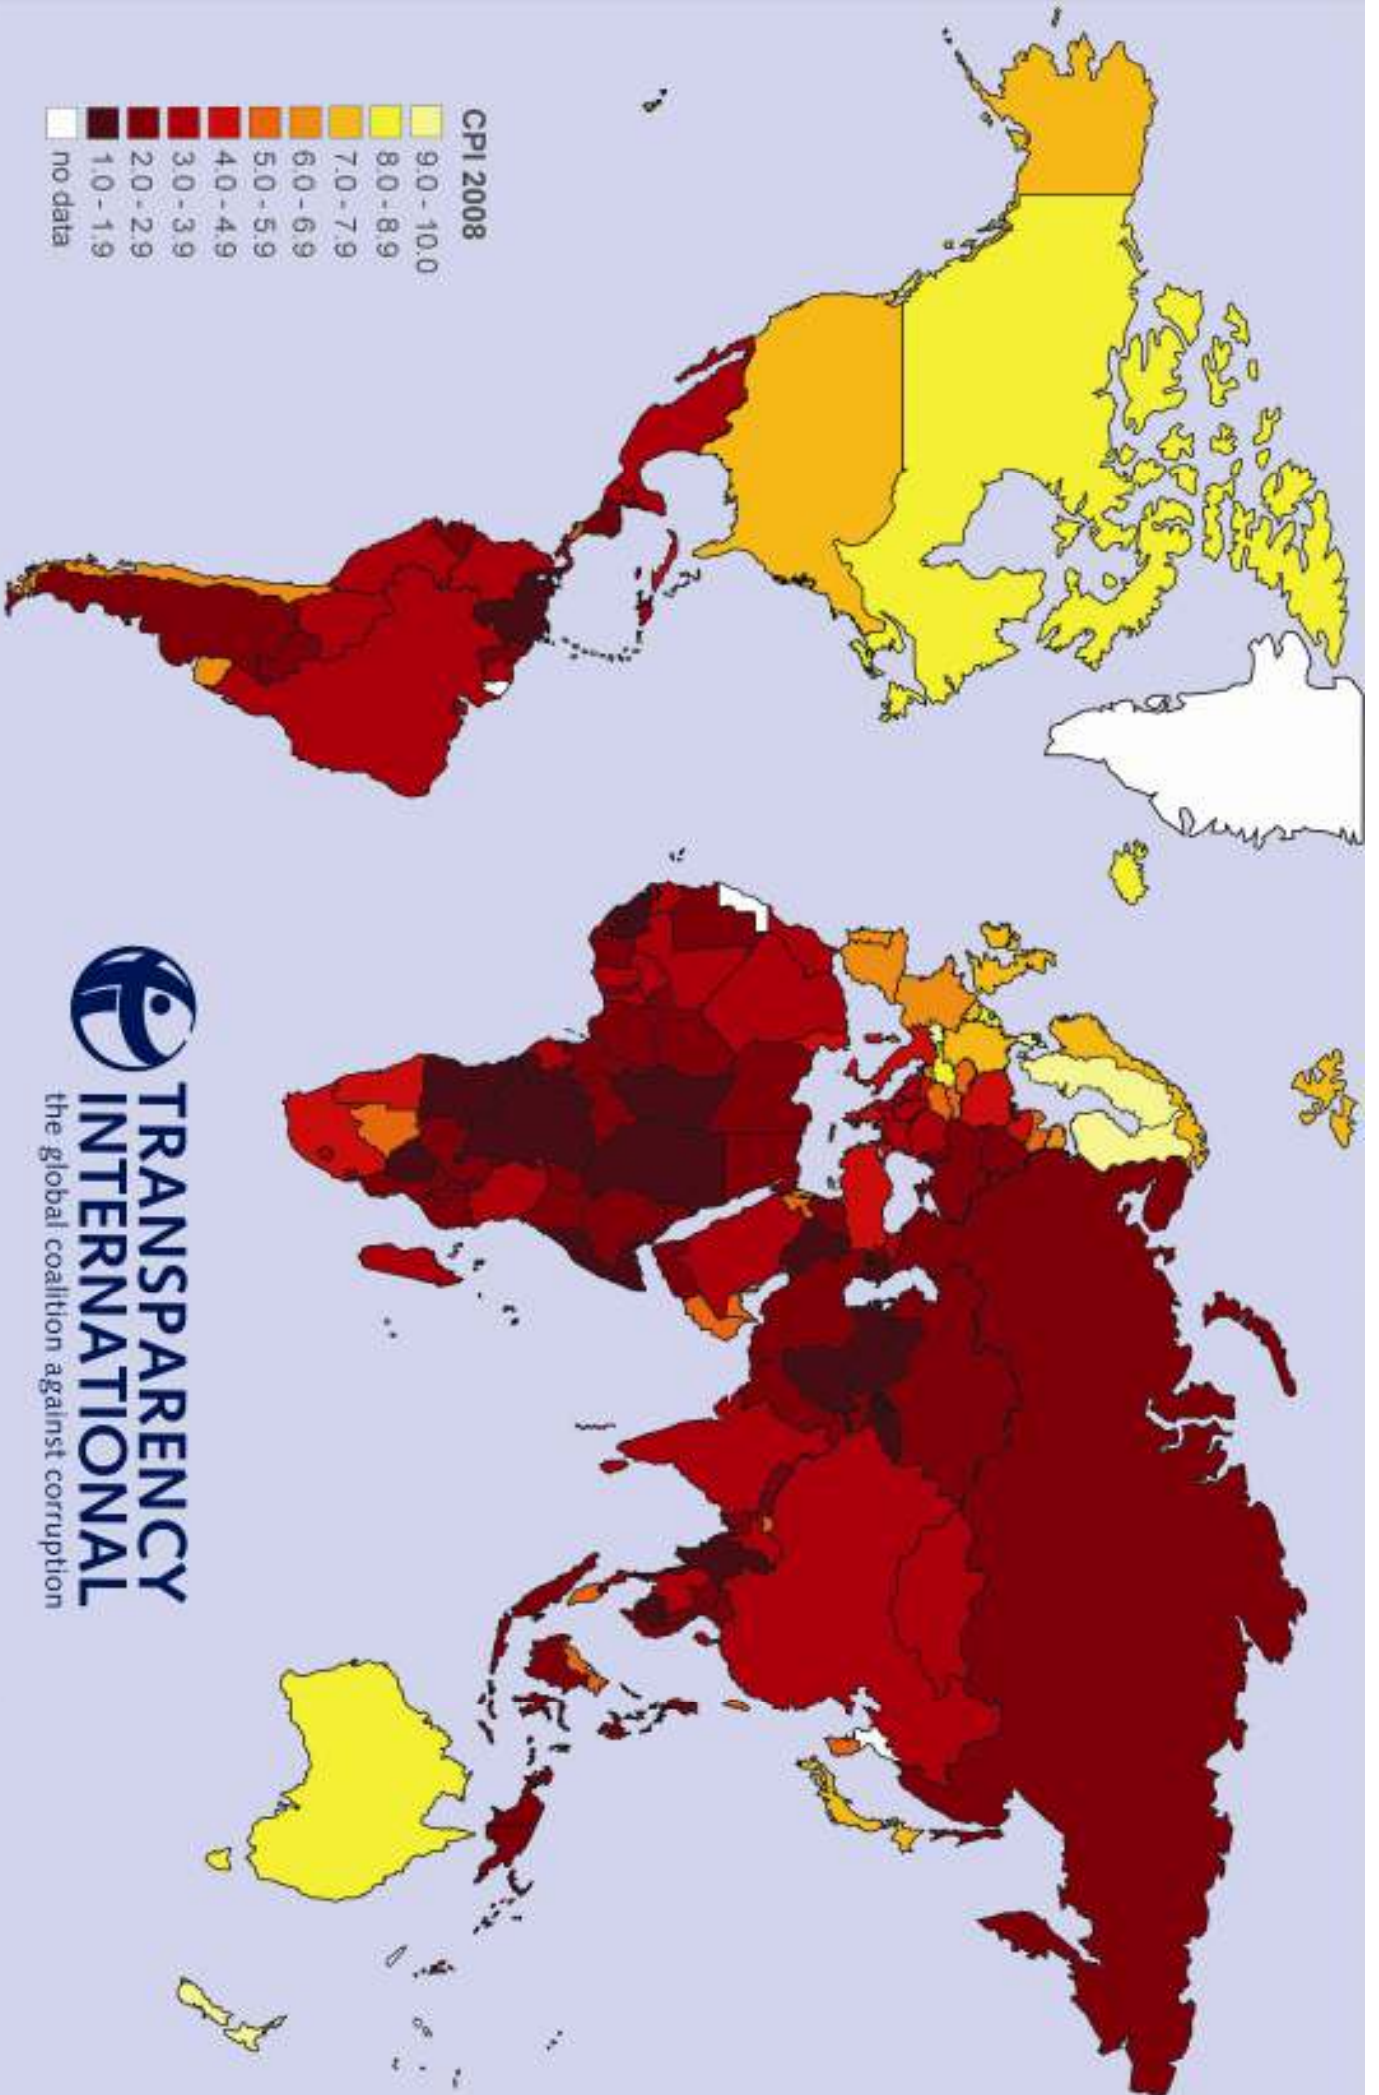 CPI 2008
9.0 - 10.0
8.0 - 8.9
7.0 - 7.9
6.0 - 6.9
5.0 - 5.9
4.0 - 4.9
3.0 - 3.9
2.0 - 2.9
1.0 - 1.9
no data
TRANSPARENCY
INTERNATIONAL
the global coalition against corruption